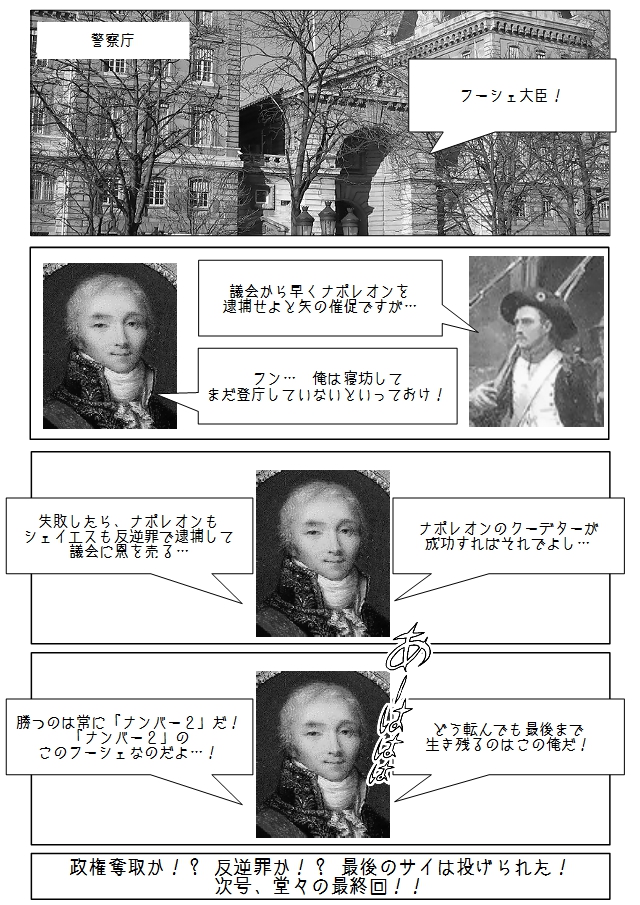 警察庁
フーシェ大臣！
議会から早くナポレオンを
逮捕せよと矢の催促ですが…
フン… 俺は寝坊して
まだ登庁していないといっておけ！
ナポレオンのクーデターが
成功すればそれでよし…
失敗したら、ナポレオンも
シェイエスも反逆罪で逮捕して
議会に恩を売る…
あーははは
どう転んでも最後まで
生き残るのはこの俺だ！
勝つのは常に「ナンバー２」だ！
「ナンバー２」の
このフーシェなのだよ…！
政権奪取か！？ 反逆罪か！？ 最後のサイは投げられた！
次号、堂々の最終回！！